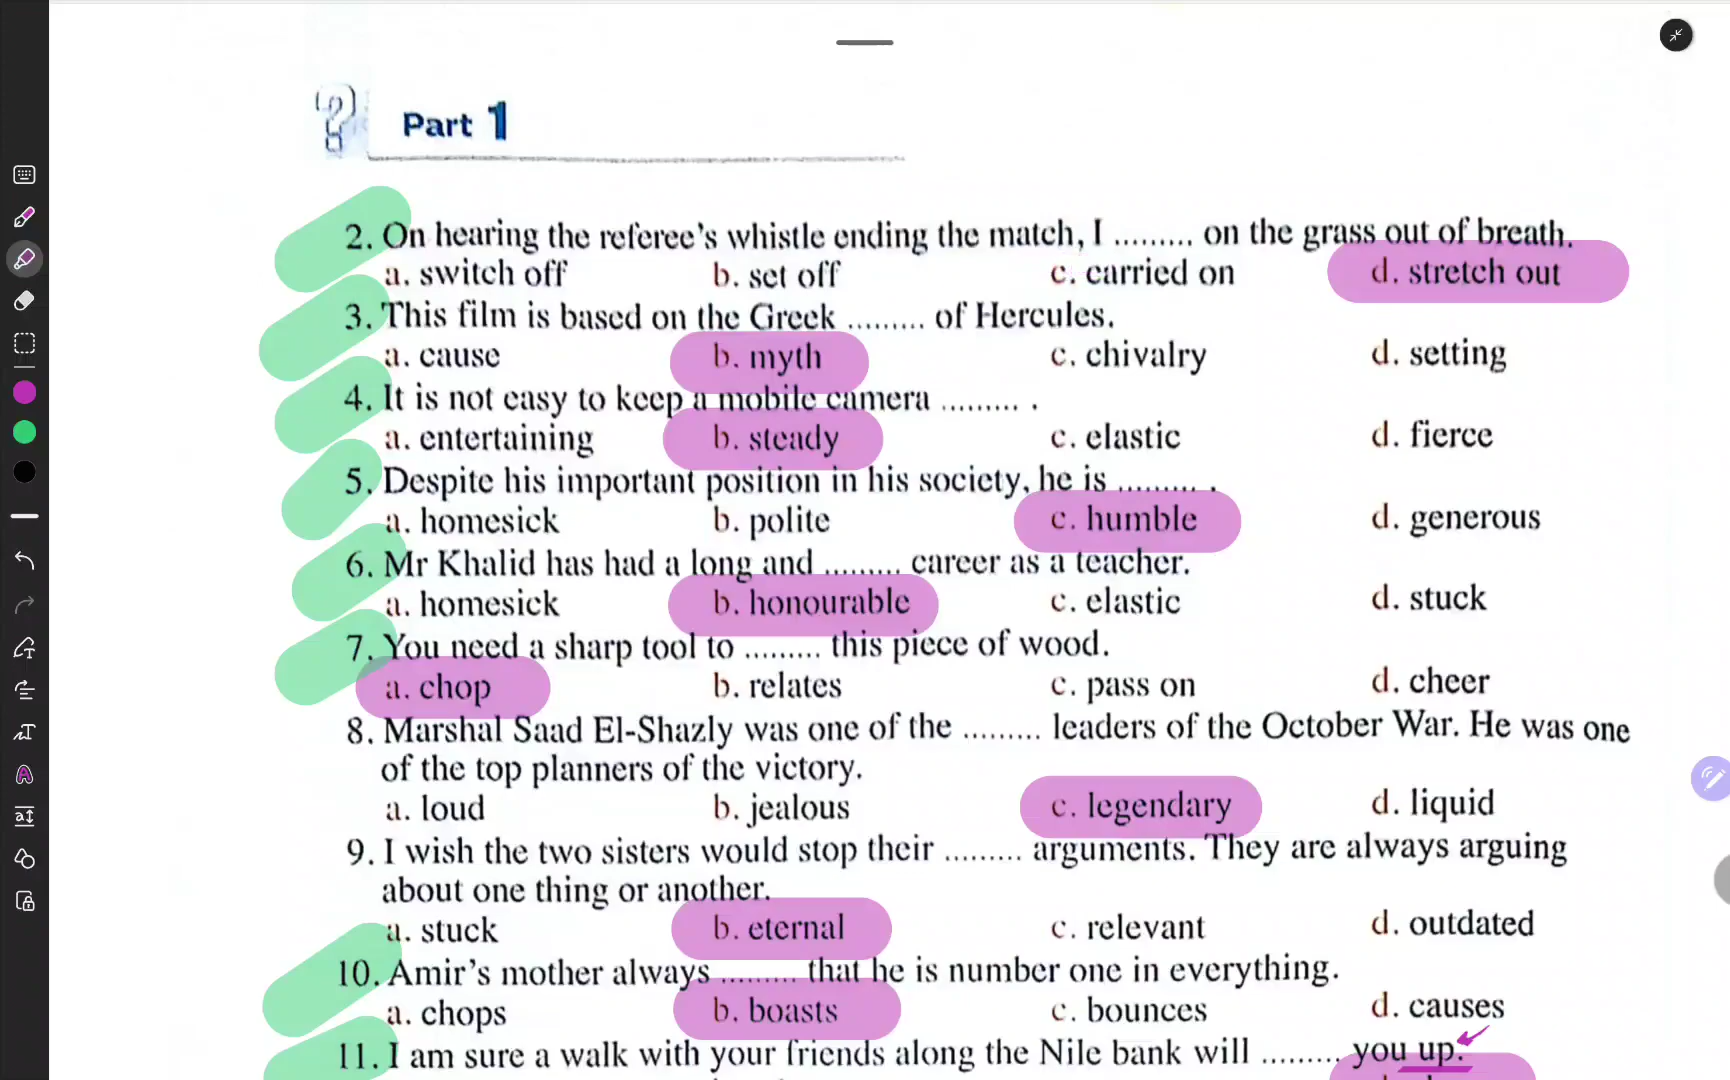 Part 1
2. On hearing the referee's whistle ending the match, I ......... on the grass out of breath.
a. switch off b. set off c. carried on d. stretch out
3. This film is based on the Greek ......... of Hercules.
a. cause b. myth c. chivalry d. setting
4. It is not easy to keep a mobile camera ......... .
a. entertaining b. steady c. elastic d. fierce
5. Despite his important position in his society, he is ......... .
a. homesick b. polite c. humble d. generous
6. Mr Khalid has had a long and ......... career as a teacher.
a. homesick b. honourable c. elastic d. stuck
7. You need a sharp tool to ......... this piece of wood.
a. chop b. relates c. pass on d. cheer
8. Marshal Saad El-Shazly was one of the ......... leaders of the October War. He was one
of the top planners of the victory.
a. loud b. jealous c. legendary d. liquid
9. I wish the two sisters would stop their ......... arguments. They are always arguing
about one thing or another.
a. stuck b. eternal c. relevant d. outdated
10. Amir's mother always ......... that he is number one in everything.
a. chops b. boasts c. bounces d. causes
11. I am sure a walk with your friends along the Nile bank will ......... you up.